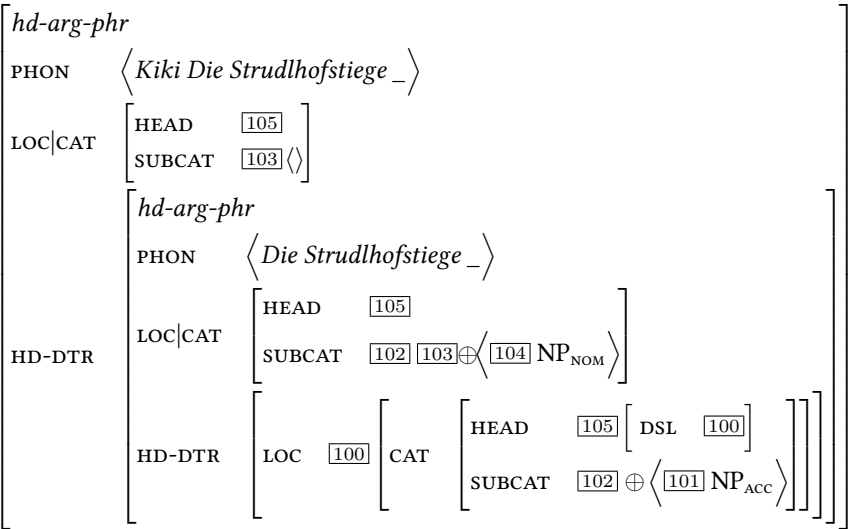 hd-arg-phr
PHON ⟨Kiki Die Strudlhofstiege _⟩
HEAD 105
LOC|CAT
SUBCAT 103 ⟨⟩
hd-arg-phr
PHON ⟨Die Strudlhofstiege _⟩
HEAD 105
LOC|CAT
SUBCAT 102 103 ⊕ ⟨104 NP_NOM⟩
HD-DTR
HEAD 105 [DSL 100]
HD-DTR [LOC 100 [CAT
SUBCAT 102 ⊕ ⟨101 NP_ACC⟩